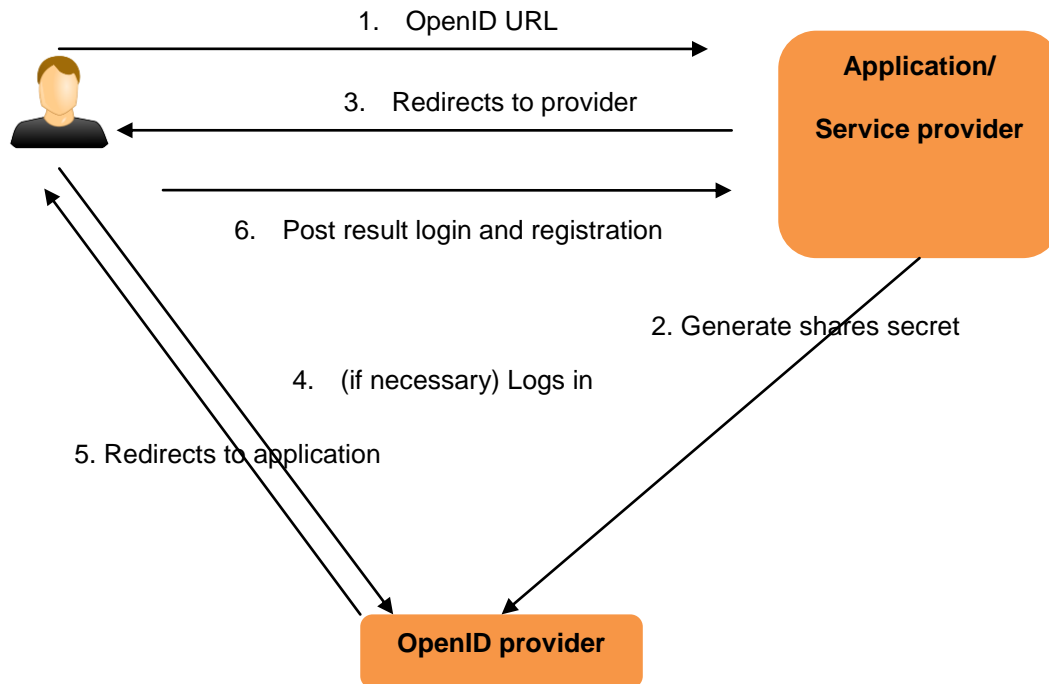 1. OpenID URL
Application/
Service provider
3. Redirects to provider
6. Post result login and registration
2. Generate shares secret
4. (if necessary) Logs in
5. Redirects to application
OpenID provider